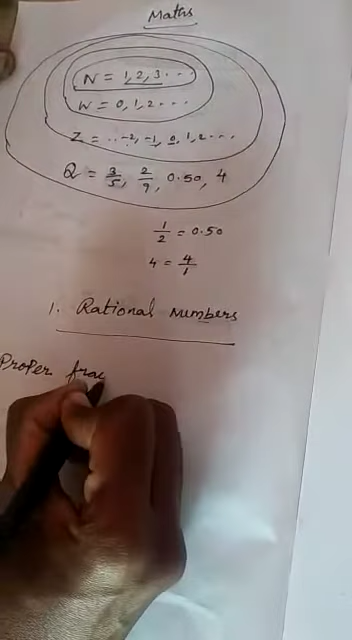 Maths
N = 1, 2, 3 ...
W = 0, 1, 2 ...
Z = .. -2, -1, 0, 1, 2 ...
Q = 3/5, 2/9, 0.50, 4
1/2 = 0.50
4 = 4/1
1. Rational Numbers
Proper frac